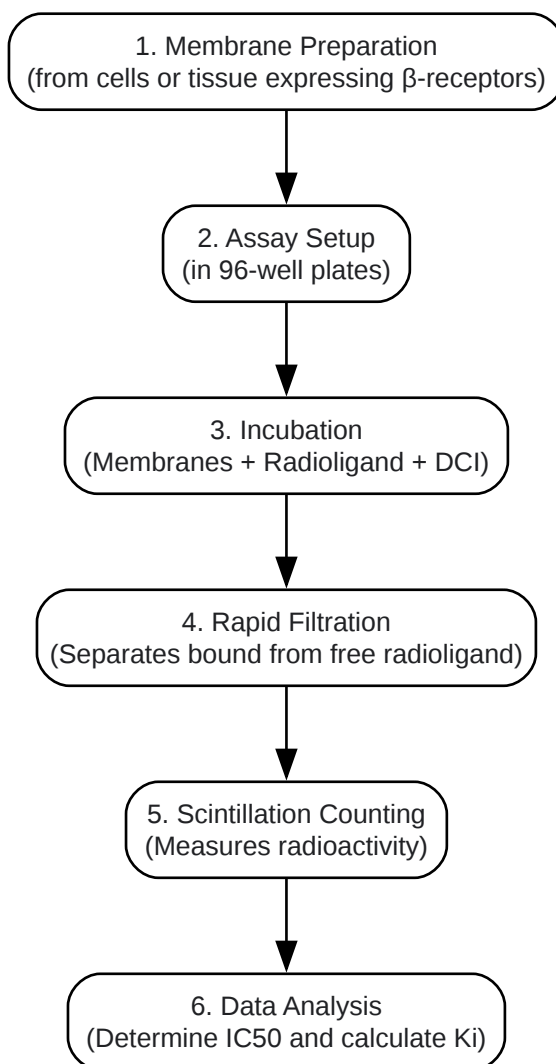 1. Membrane Preparation
(from cells or tissue expressing β-receptors)
2. Assay Setup
(in 96-well plates)
3. Incubation
(Membranes + Radioligand + DCI)
4. Rapid Filtration
(Separates bound from free radioligand)
5. Scintillation Counting
(Measures radioactivity)
6. Data Analysis
(Determine IC50 and calculate Ki)